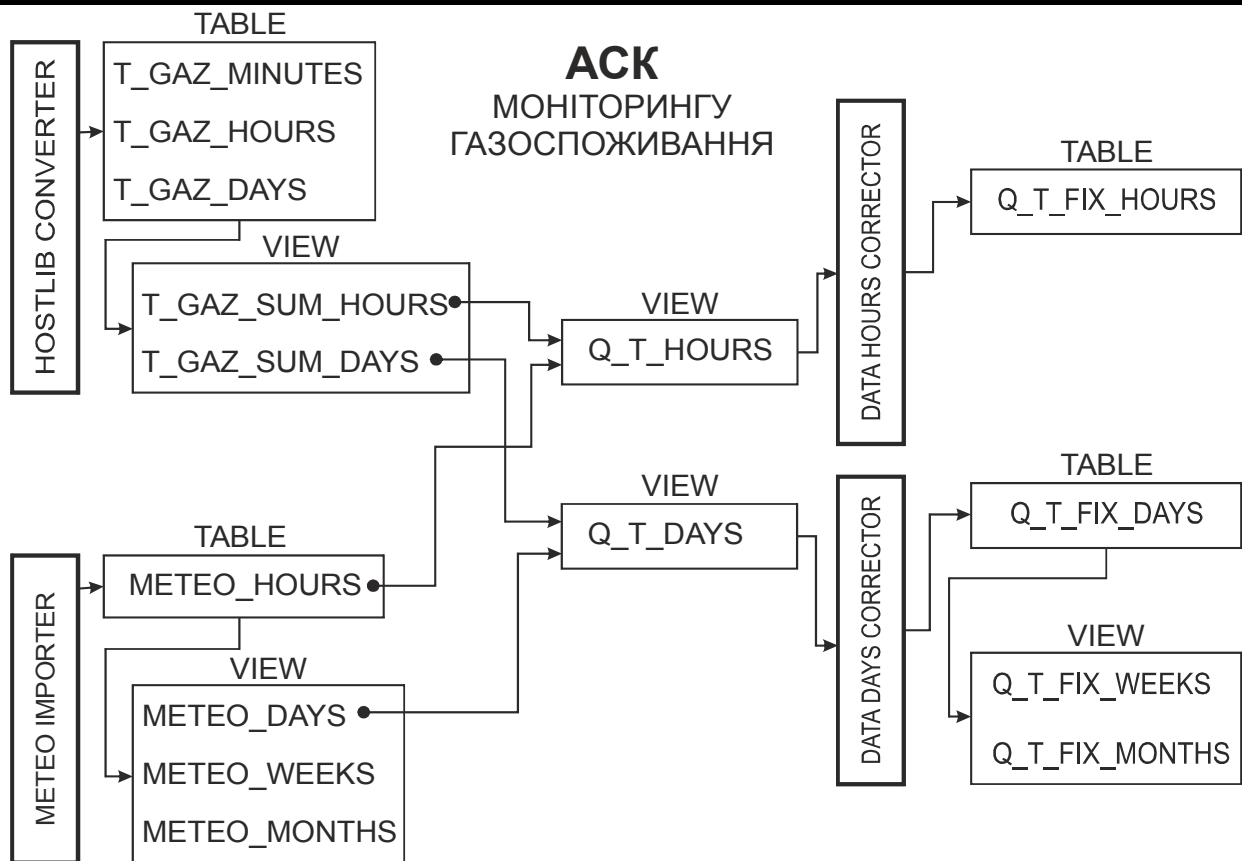 TABLE
HOSTLIB CONVERTER
T_GAZ_MINUTES
T_GAZ_HOURS
T_GAZ_DAYS
АСК
МОНІТОРИНГУ
ГАЗОСПОЖИВАННЯ
VIEW
T_GAZ_SUM_HOURS
T_GAZ_SUM_DAYS
VIEW
Q_T_HOURS
DATA HOURS CORRECTOR
TABLE
Q_T_FIX_HOURS
METEO IMPORTER
TABLE
METEO_HOURS
VIEW
METEO_DAYS
METEO_WEEKS
METEO_MONTHS
VIEW
Q_T_DAYS
DATA DAYS CORRECTOR
TABLE
Q_T_FIX_DAYS
VIEW
Q_T_FIX_WEEKS
Q_T_FIX_MONTHS